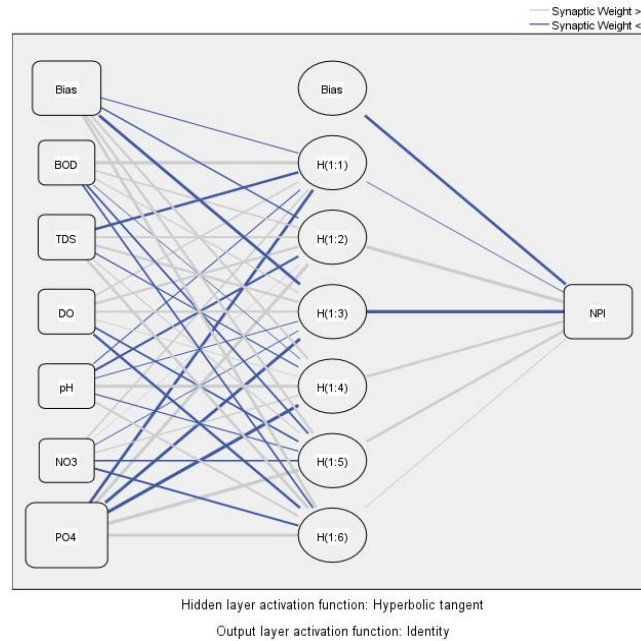 Synaptic Weight >
Synaptic Weight <
Bias
Bias
BOD
H(1:1)
TDS
H(1:2)
DO
H(1:3)
NPI
pH
H(1:4)
NO3
H(1:5)
PO4
H(1:6)
Hidden layer activation function: Hyperbolic tangent
Output layer activation function: Identity